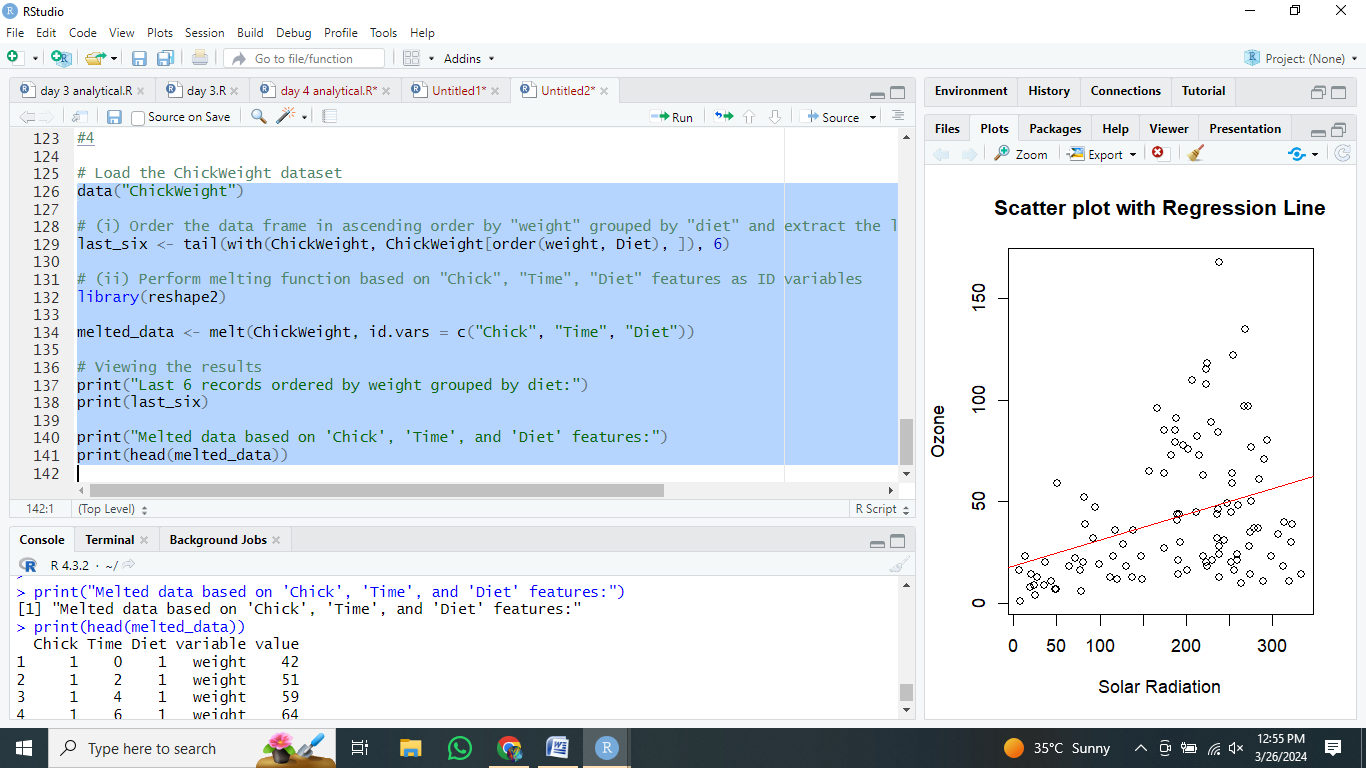 RStudio
File Edit Code View Plots Session Build Debug Profile Tools Help
Go to file/function Addins Project: (None)
day 3 analytical.R day 3.R day 4 analytical.R* Untitled1* Untitled2*
Source on Save Run Source
123 #4
124
125 # Load the ChickWeight dataset
126 data("ChickWeight")
127
128 # (i) Order the data frame in ascending order by "weight" grouped by "diet" and extract the l
129 last_six <- tail(with(ChickWeight, ChickWeight[order(weight, Diet), ]), 6)
130
131 # (ii) Perform melting function based on "Chick", "Time", "Diet" features as ID variables
132 library(reshape2)
133
134 melted_data <- melt(ChickWeight, id.vars = c("Chick", "Time", "Diet"))
135
136 # Viewing the results
137 print("Last 6 records ordered by weight grouped by diet:")
138 print(last_six)
139
140 print("Melted data based on 'Chick', 'Time', and 'Diet' features:")
141 print(head(melted_data))
142
142:1 (Top Level) R Script
Console Terminal Background Jobs
R 4.3.2 · ~/
>
> print("Melted data based on 'Chick', 'Time', and 'Diet' features:")
[1] "Melted data based on 'Chick', 'Time', and 'Diet' features:"
> print(head(melted_data))
Chick Time Diet variable value
1 1 0 1 weight 42
2 1 2 1 weight 51
3 1 4 1 weight 59
4 1 6 1 weight 64
Environment History Connections Tutorial
Files Plots Packages Help Viewer Presentation
Zoom Export
Scatter plot with Regression Line
150
100
50
0
Ozone
0 50 100 200 300
Solar Radiation
Type here to search
35°C Sunny
12:55 PM
3/26/2024